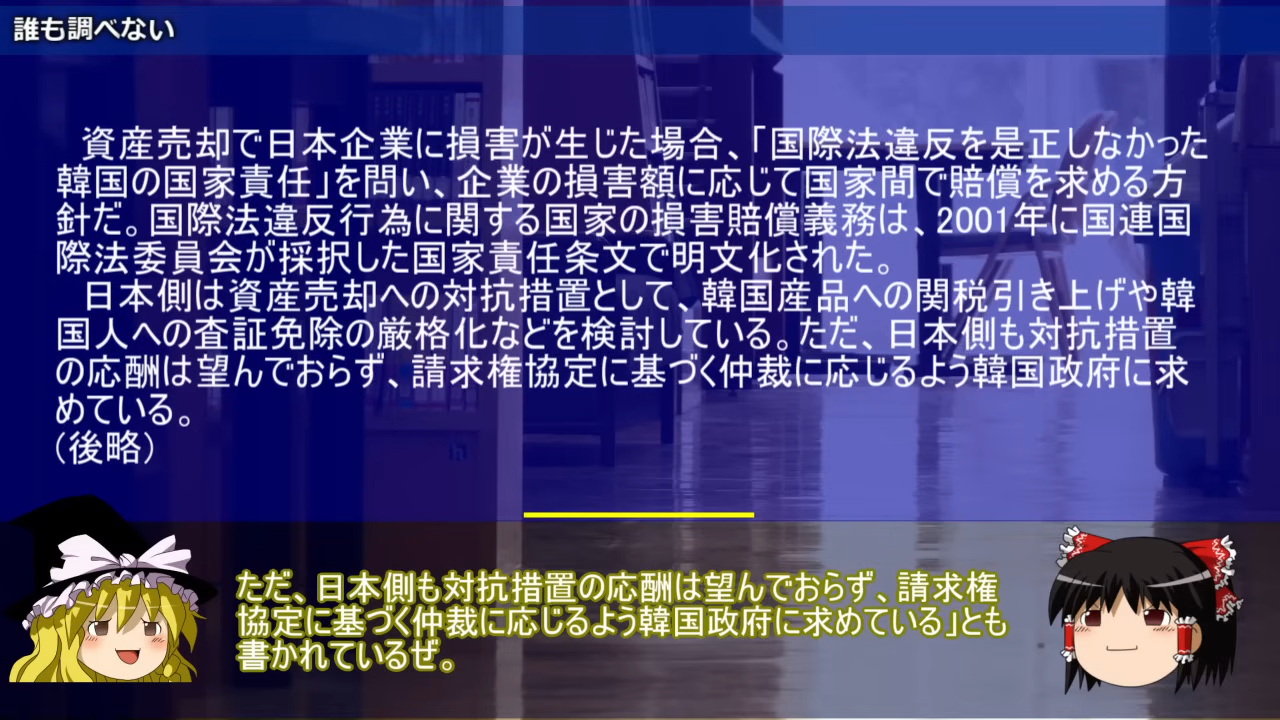 誰も調べない
　資産売却で日本企業に損害が生じた場合、「国際法違反を是正しなかった
韓国の国家責任」を問い、企業の損害額に応じて国家間で賠償を求める方
針だ。国際法違反行為に関する国家の損害賠償義務は、2001年に国連国
際法委員会が採択した国家責任条文で明文化された。
　日本側は資産売却への対抗措置として、韓国産品への関税引き上げや韓
国人への査証免除の厳格化などを検討している。ただ、日本側も対抗措置
の応酬は望んでおらず、請求権協定に基づく仲裁に応じるよう韓国政府に求
めている。
（後略）
ただ、日本側も対抗措置の応酬は望んでおらず、請求権
協定に基づく仲裁に応じるよう韓国政府に求めている」とも
書かれているぜ。